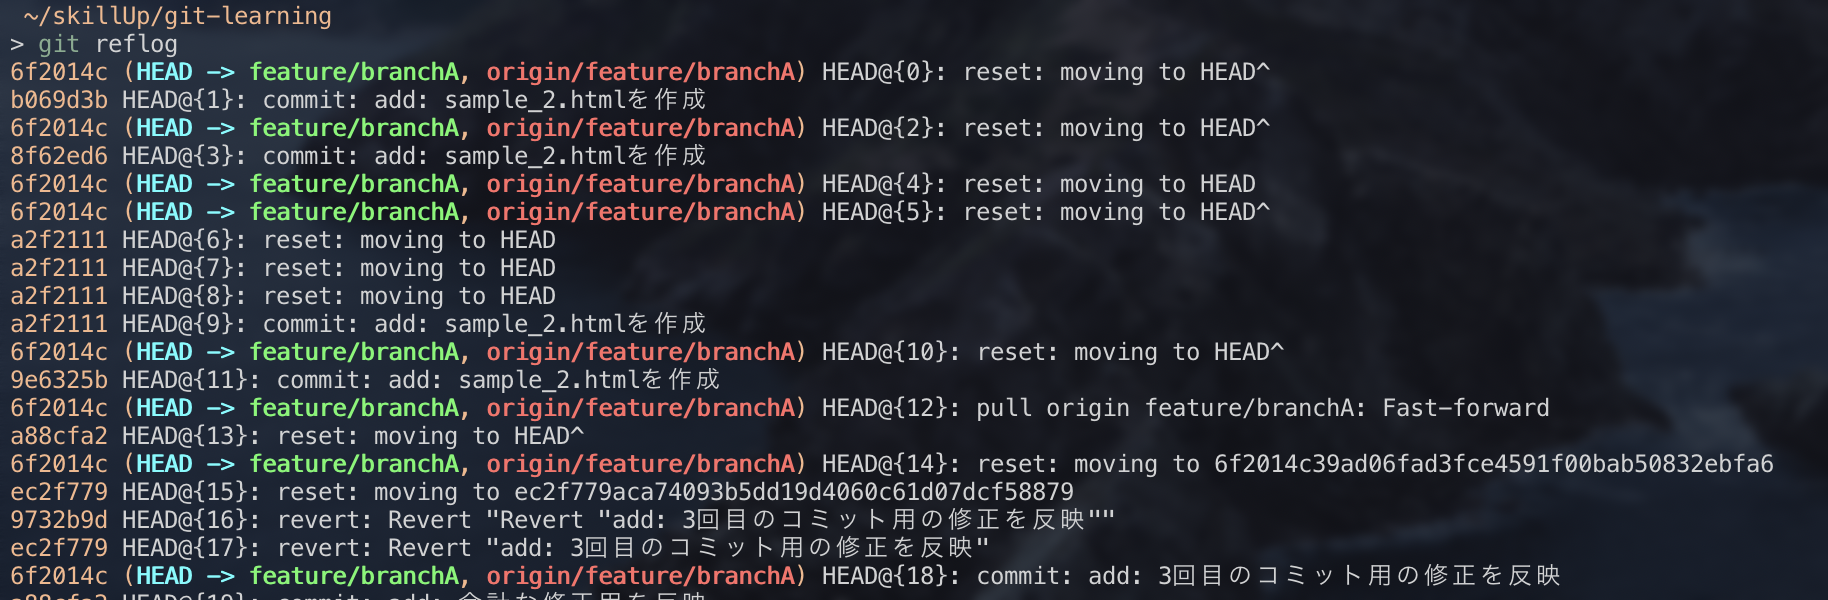 ~/skillUp/git-learning
> git reflog
6f2014c (HEAD -> feature/branchA, origin/feature/branchA) HEAD@{0}: reset: moving to HEAD^
b069d3b HEAD@{1}: commit: add: sample_2.htmlを作成
6f2014c (HEAD -> feature/branchA, origin/feature/branchA) HEAD@{2}: reset: moving to HEAD^
8f62ed6 HEAD@{3}: commit: add: sample_2.htmlを作成
6f2014c (HEAD -> feature/branchA, origin/feature/branchA) HEAD@{4}: reset: moving to HEAD
6f2014c (HEAD -> feature/branchA, origin/feature/branchA) HEAD@{5}: reset: moving to HEAD^
a2f2111 HEAD@{6}: reset: moving to HEAD
a2f2111 HEAD@{7}: reset: moving to HEAD
a2f2111 HEAD@{8}: reset: moving to HEAD
a2f2111 HEAD@{9}: commit: add: sample_2.htmlを作成
6f2014c (HEAD -> feature/branchA, origin/feature/branchA) HEAD@{10}: reset: moving to HEAD^
9e6325b HEAD@{11}: commit: add: sample_2.htmlを作成
6f2014c (HEAD -> feature/branchA, origin/feature/branchA) HEAD@{12}: pull origin feature/branchA: Fast-forward
a88cfa2 HEAD@{13}: reset: moving to HEAD^
6f2014c (HEAD -> feature/branchA, origin/feature/branchA) HEAD@{14}: reset: moving to 6f2014c39ad06fad3fce4591f00bab50832ebfa6
ec2f779 HEAD@{15}: reset: moving to ec2f779aca74093b5dd19d4060c61d07dcf58879
9732b9d HEAD@{16}: revert: Revert "Revert "add: 3回目のコミット用の修正を反映""
ec2f779 HEAD@{17}: revert: Revert "add: 3回目のコミット用の修正を反映"
6f2014c (HEAD -> feature/branchA, origin/feature/branchA) HEAD@{18}: commit: add: 3回目のコミット用の修正を反映
a88cfa2 HEAD@{19}: commit: add: